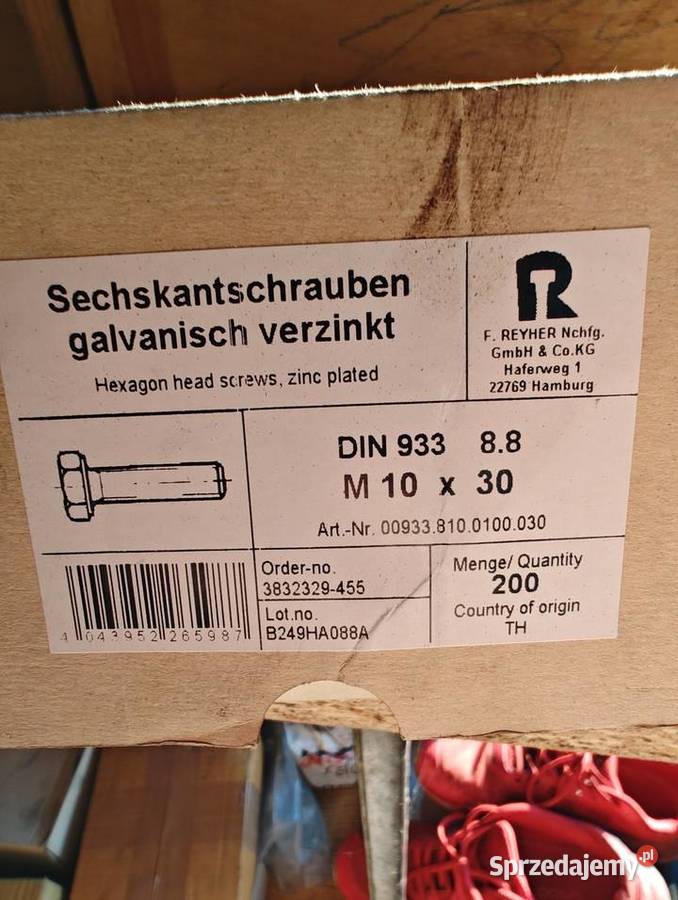 Sechskantschrauben
galvanisch verzinkt
Hexagon head screws, zinc plated
R
F. REYHER Nchfg.
GmbH & Co.KG
Haferweg 1
22769 Hamburg
DIN 933 8.8
M 10 x 30
Art.-Nr. 00933.810.0100.030
4 043952 265987
Order-no.
3832329-455
Lot.no.
B249HA088A
Menge/ Quantity
200
Country of origin
TH
Sprzedajemy.pl